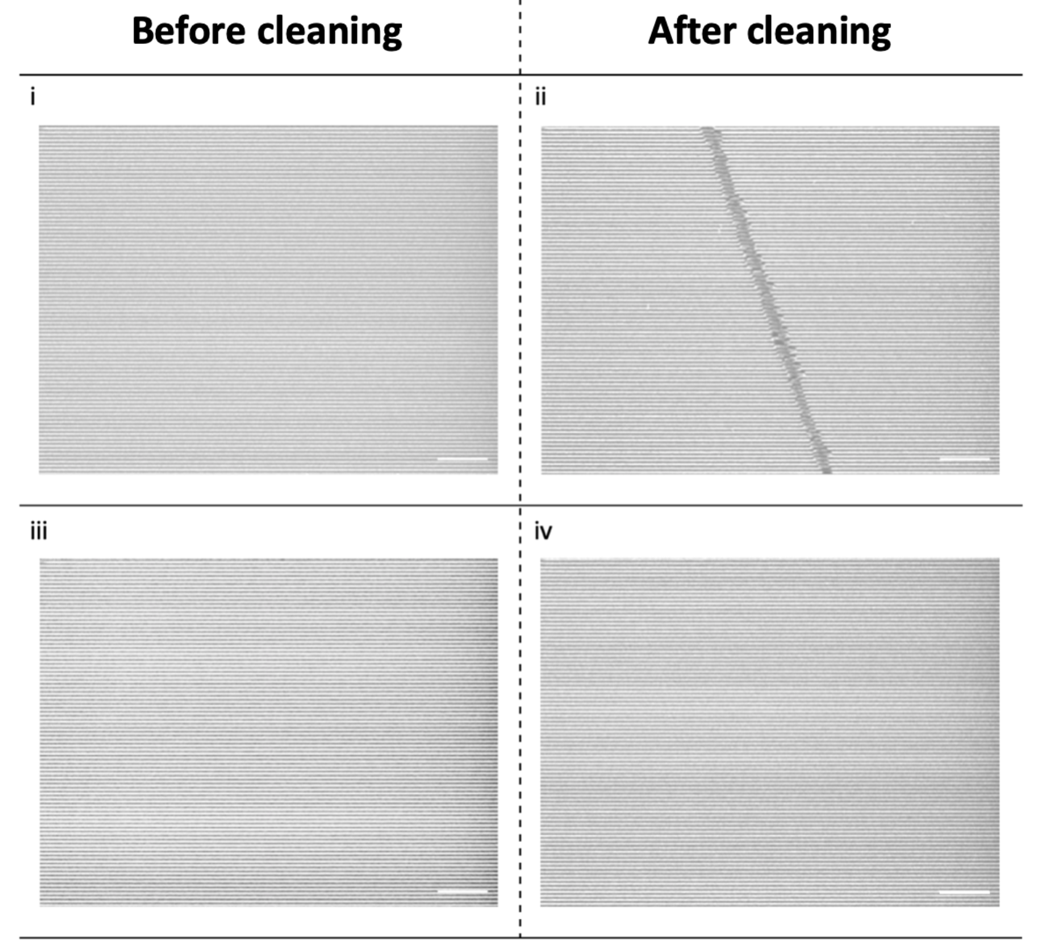 Before cleaning
After cleaning
i
ii
iii
iv